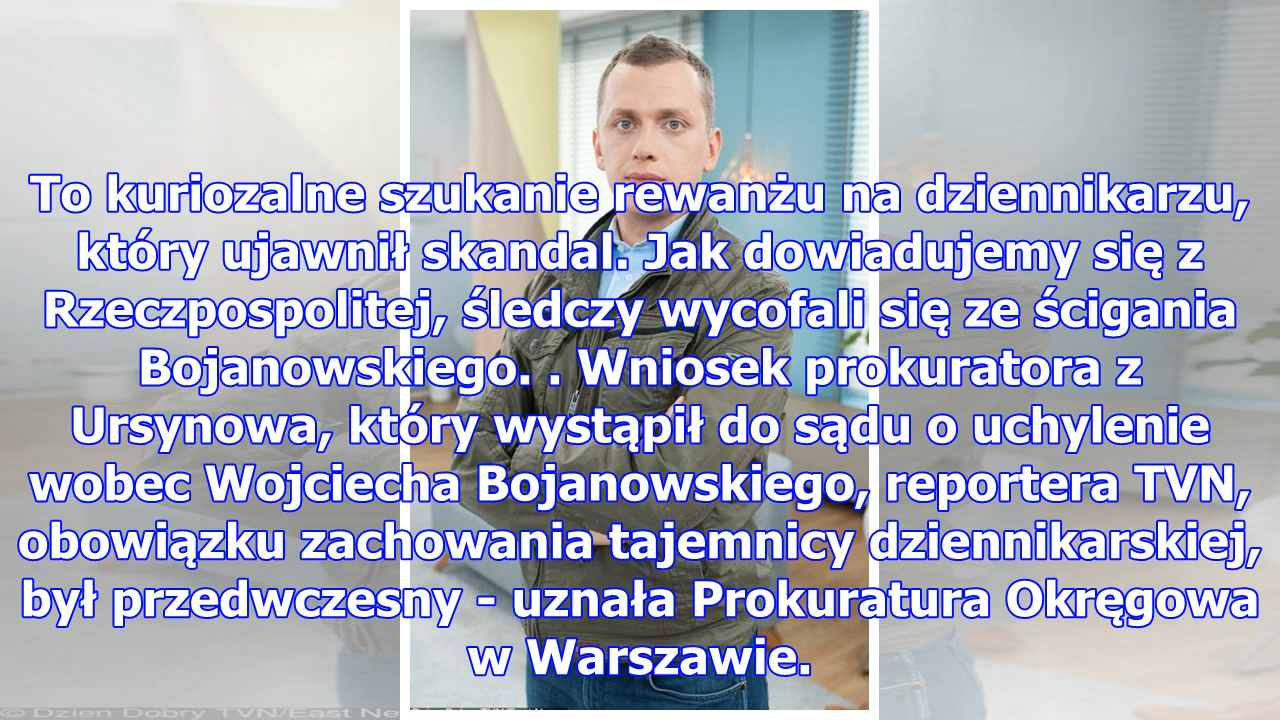 To kuriozalne szukanie rewanżu na dziennikarzu,
który ujawnił skandal. Jak dowiadujemy się z
Rzeczpospolitej, śledczy wycofali się ze ścigania
Bojanowskiego. . Wniosek prokuratora z
Ursynowa, który wystąpił do sądu o uchylenie
wobec Wojciecha Bojanowskiego, reportera TVN,
obowiązku zachowania tajemnicy dziennikarskiej,
był przedwczesny - uznała Prokuratura Okręgowa
w Warszawie.
© Dzien Dobry TVN/East Ne